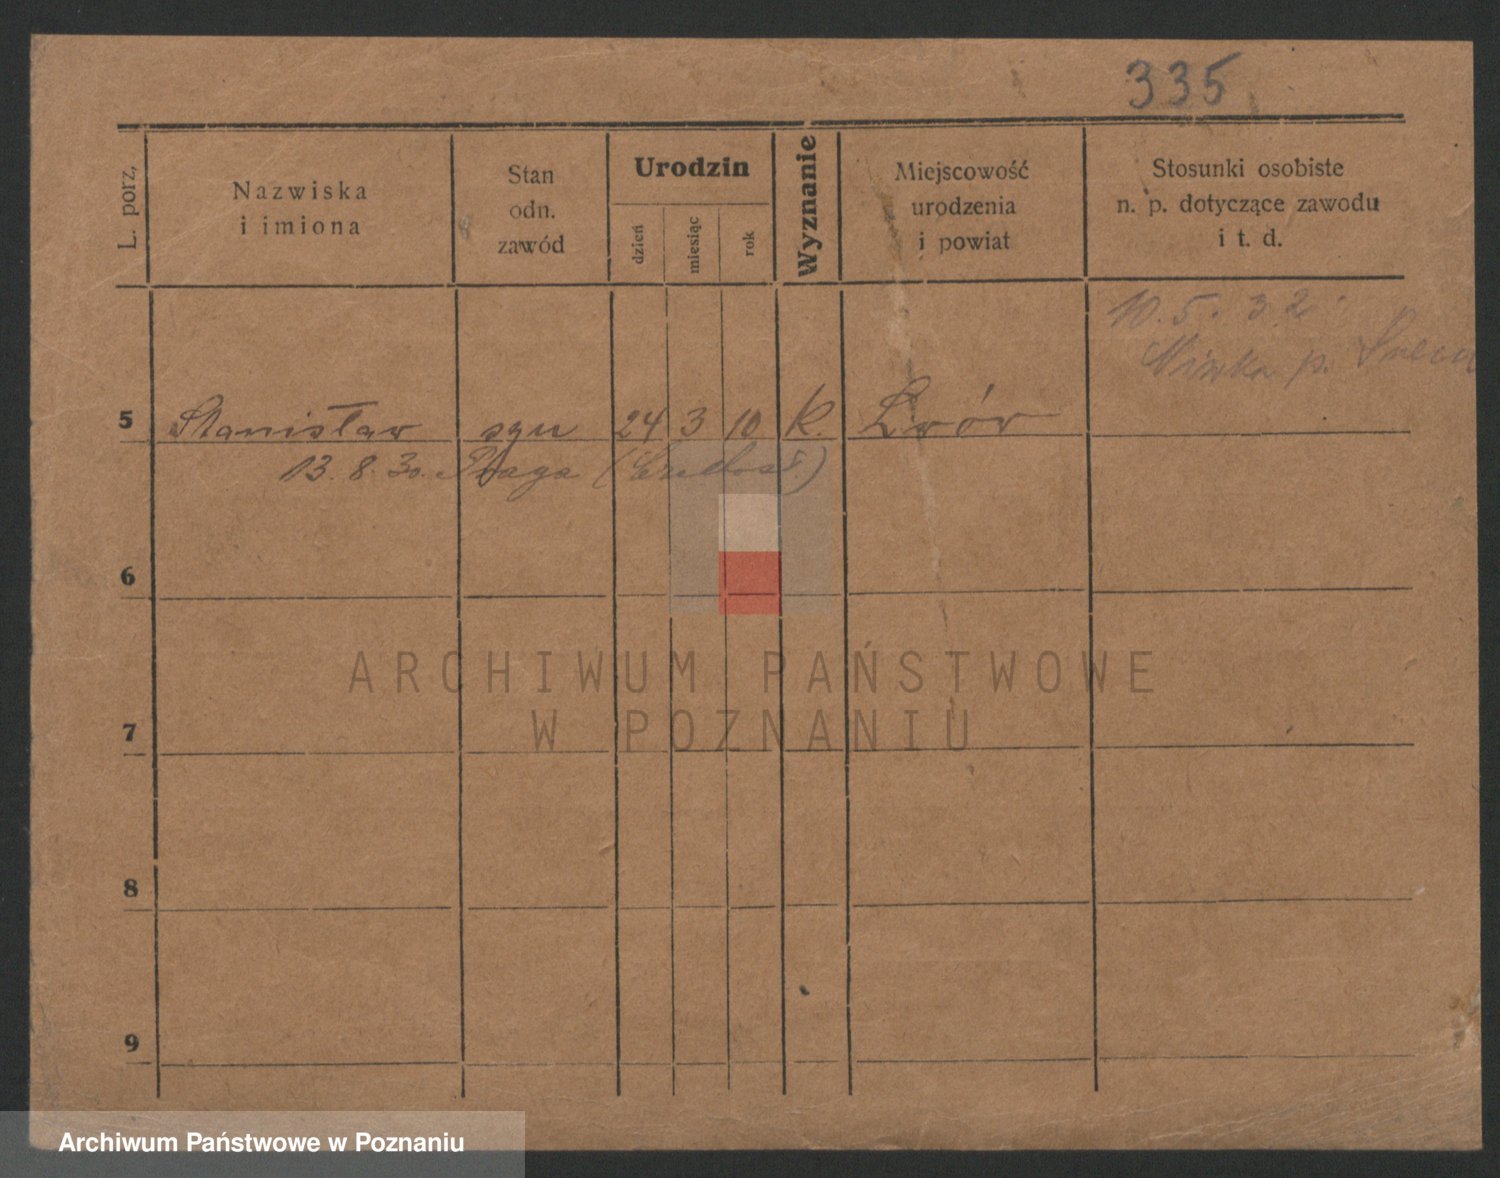 335
L. porz.
Nazwiska
i imiona
Stan
odn.
zawód
Urodzin
dzień
miesiąc
rok
Wyznanie
Miejscowość
urodzenia
i powiat
Stosunki osobiste
n. p. dotyczące zawodu
i t. d.
10.5.32.
p.
5 Stanisław syn 24 3 10 k. Lwów
13.8.30. Praga
6
ARCHIWUM PAŃSTWOWE
W POZNANIU
7
8
9
Archiwum Państwowe w Poznaniu